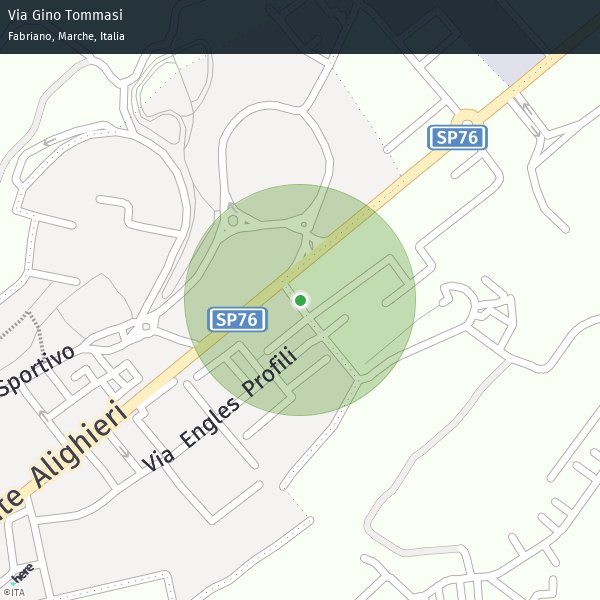 Via Gino Tommasi
Fabriano, Marche, Italia
SP76
SP76
Sportivo
Via Engles Profili
te Alighieri
here
©ITA